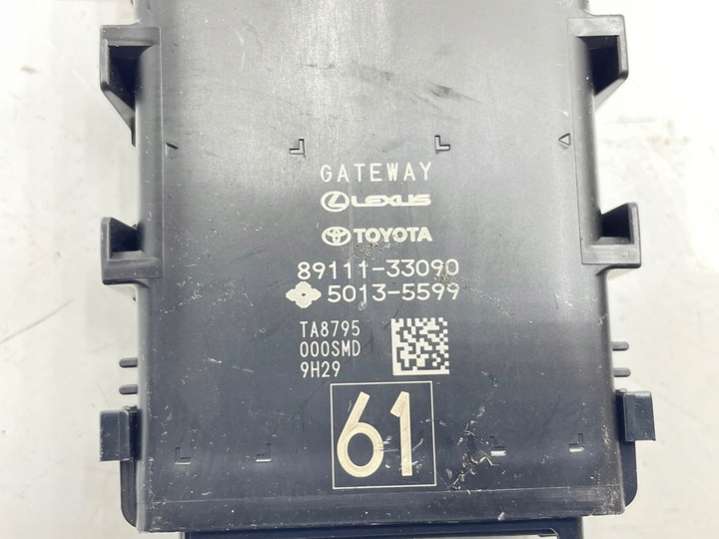 GATEWAY
LEXUS
TOYOTA
89111-33090
5013-5599
TA8795
000SMD
9H29
61